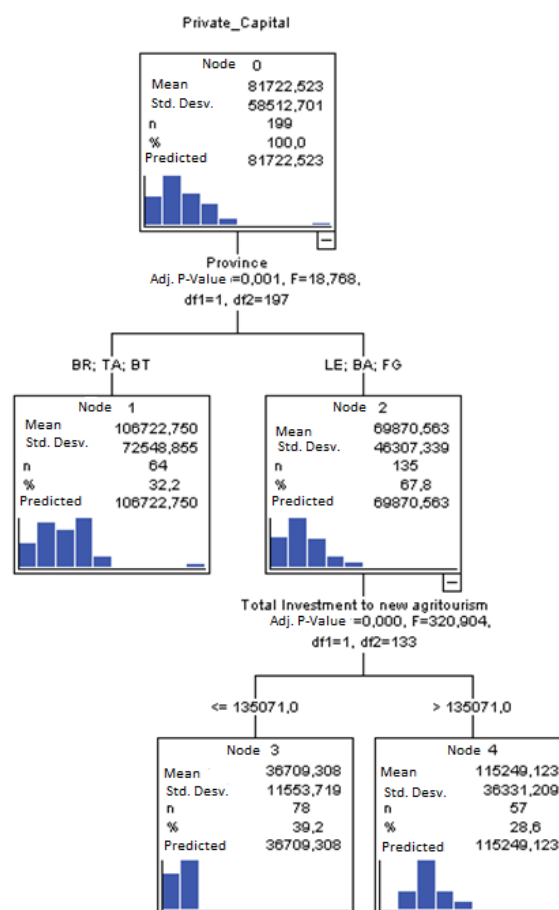 Private_Capital
Node 0
Mean 81722,523
Std. Desv. 58512,701
n 199
% 100,0
Predicted 81722,523
Province
Adj. P-Value =0,001, F=18,768,
df1=1, df2=197
BR; TA; BT
LE; BA; FG
Node 1
Mean 106722,750
Std. Desv. 72548,855
n 64
% 32,2
Predicted 106722,750
Node 2
Mean 69870,563
Std. Desv. 46307,339
n 135
% 67,8
Predicted 69870,563
Total Investment to new agritourism
Adj. P-Value =0,000, F=320,904,
df1=1, df2=133
<= 135071,0
> 135071,0
Node 3
Mean 36709,308
Std. Desv. 11553,719
n 78
% 39,2
Predicted 36709,308
Node 4
Mean 115249,123
Std. Desv. 36331,209
n 57
% 28,6
Predicted 115249,123